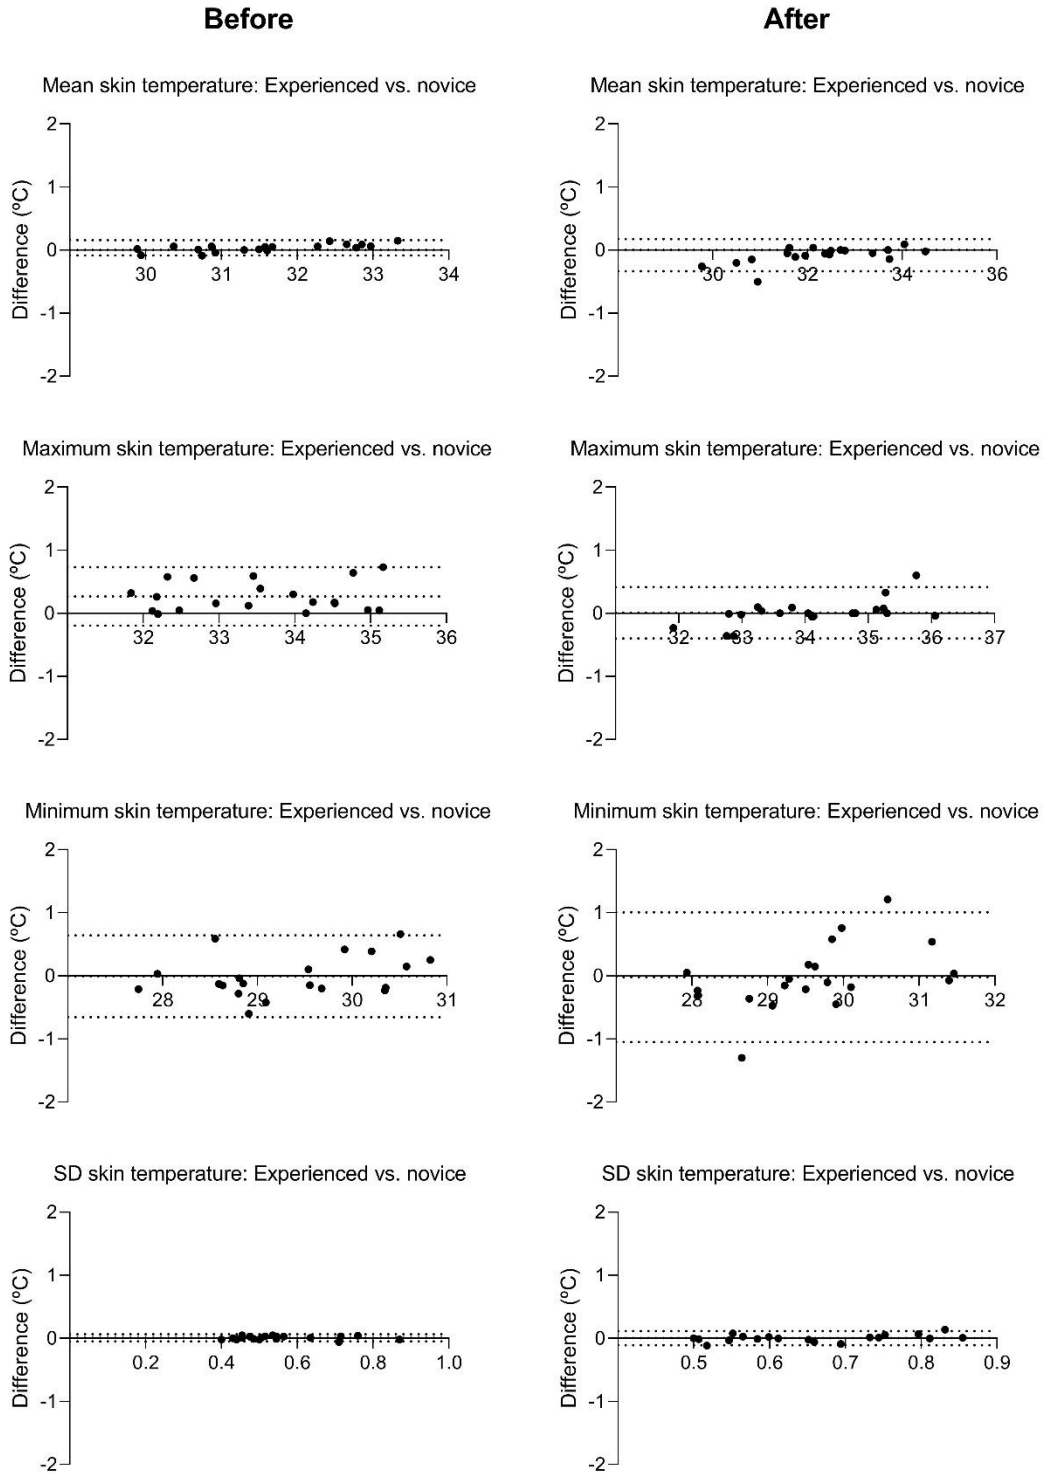 Before After
Mean skin temperature: Experienced vs. novice Mean skin temperature: Experienced vs. novice
2 2
1 1
Difference (ºC) Difference (ºC)
0 0
30 31 32 33 34 30 32 34 36
-1 -1
-2 -2
Maximum skin temperature: Experienced vs. novice Maximum skin temperature: Experienced vs. novice
2 2
1 1
Difference (ºC) Difference (ºC)
0 0
32 33 34 35 36 32 33 34 35 36 37
-1 -1
-2 -2
Minimum skin temperature: Experienced vs. novice Minimum skin temperature: Experienced vs. novice
2 2
1 1
Difference (ºC) Difference (ºC)
0 0
28 29 30 31 28 29 30 31 32
-1 -1
-2 -2
SD skin temperature: Experienced vs. novice SD skin temperature: Experienced vs. novice
2 2
1 1
Difference (ºC) Difference (ºC)
0 0
0.2 0.4 0.6 0.8 1.0 0.5 0.6 0.7 0.8 0.9
-1 -1
-2 -2